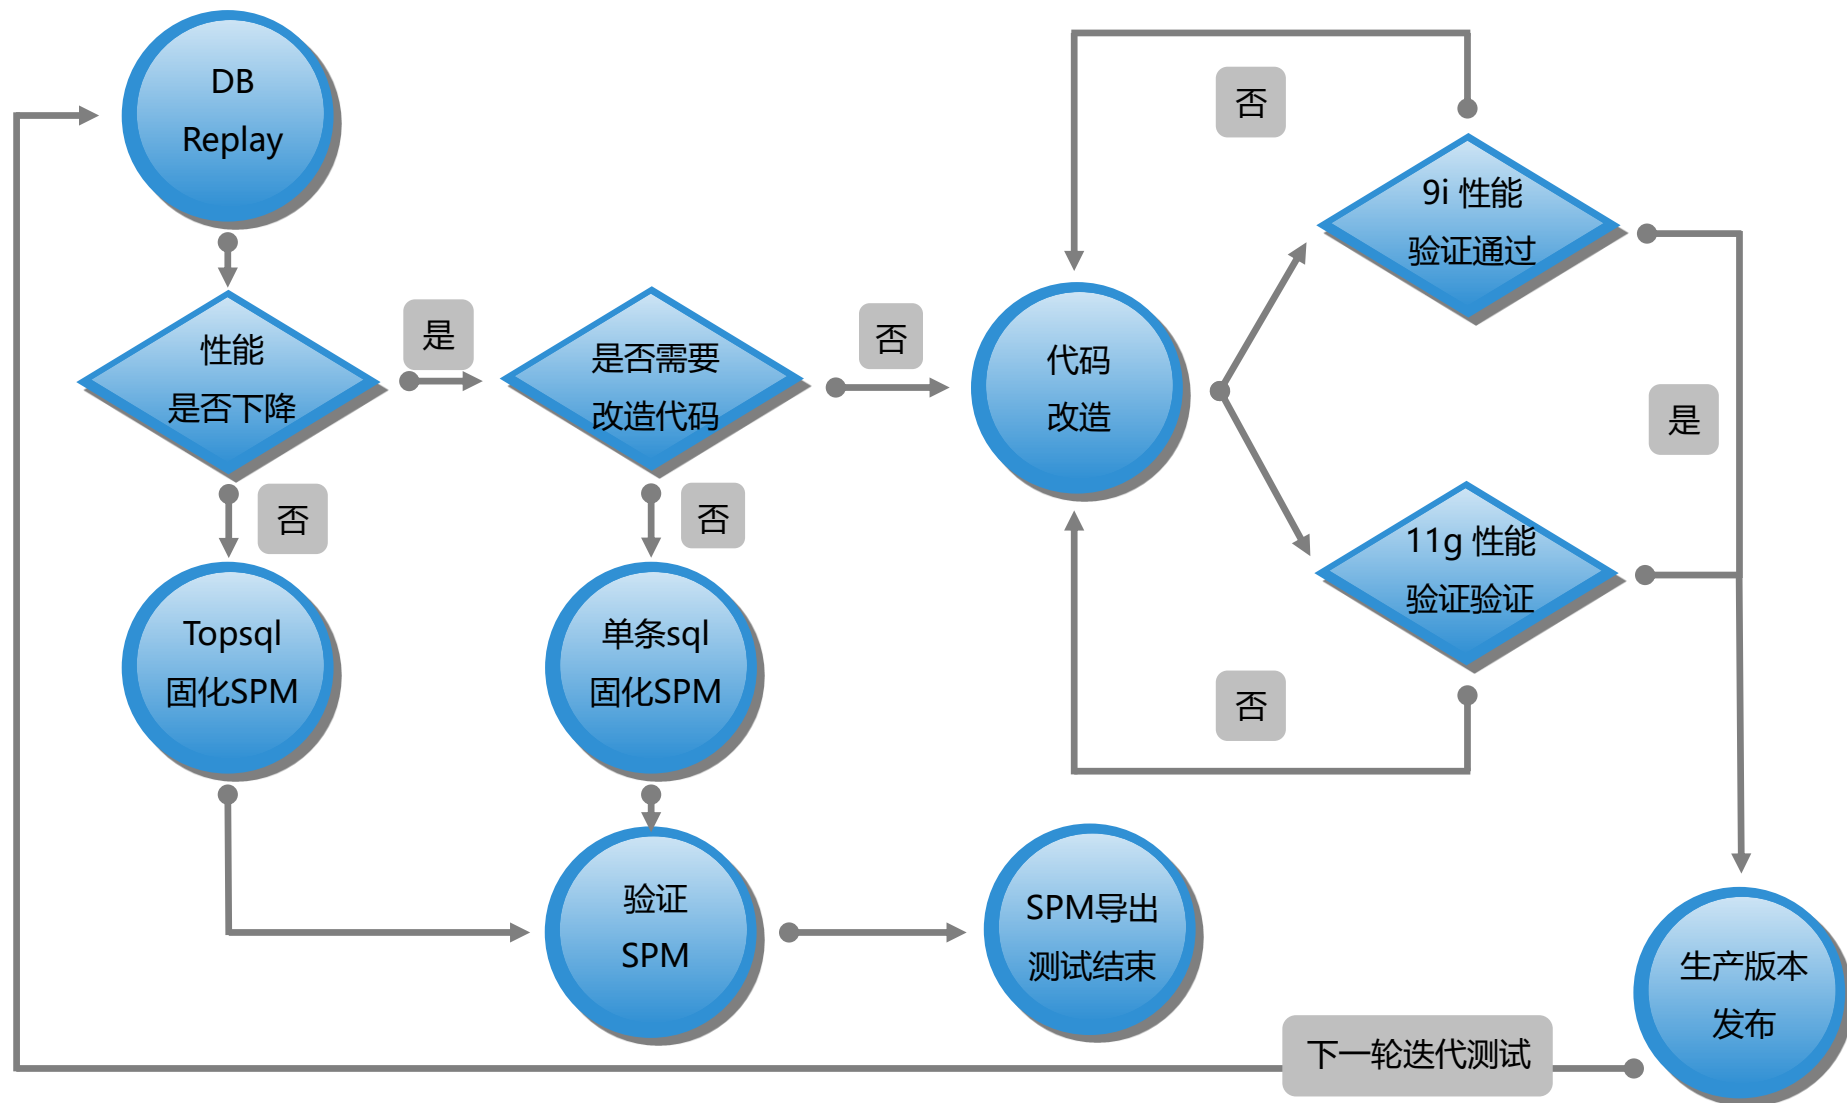 DB
Replay
性能
是否下降
是
否
Topsql
固化SPM
是否需要
改造代码
否
否
单条sql
固化SPM
验证
SPM
SPM导出
测试结束
代码
改造
否
9i 性能
验证通过
是
11g 性能
验证验证
否
生产版本
发布
下一轮迭代测试